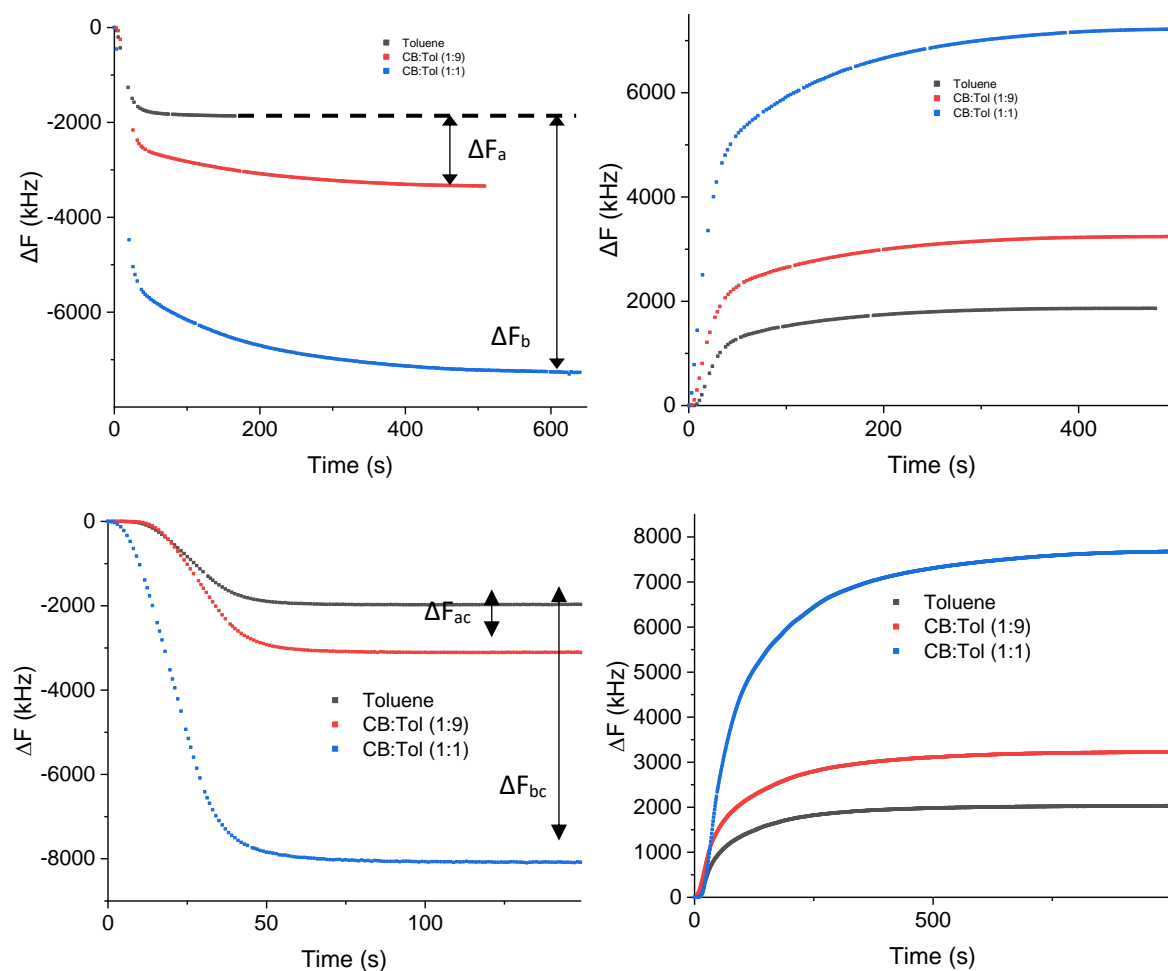 0
-2000
-4000
-6000
ΔF (kHz)
Toluene
CB:Tol (1:9)
CB:Tol (1:1)
ΔFa
ΔFb
0
200
400
600
Time (s)
6000
4000
2000
0
ΔF (kHz)
Toluene
CB:Tol (1:9)
CB:Tol (1:1)
0
200
400
Time (s)
0
-2000
-4000
-6000
-8000
ΔF (kHz)
ΔFac
Toluene
CB:Tol (1:9)
CB:Tol (1:1)
ΔFbc
0
50
100
Time (s)
8000
7000
6000
5000
4000
3000
2000
1000
0
ΔF (kHz)
Toluene
CB:Tol (1:9)
CB:Tol (1:1)
0
500
Time (s)